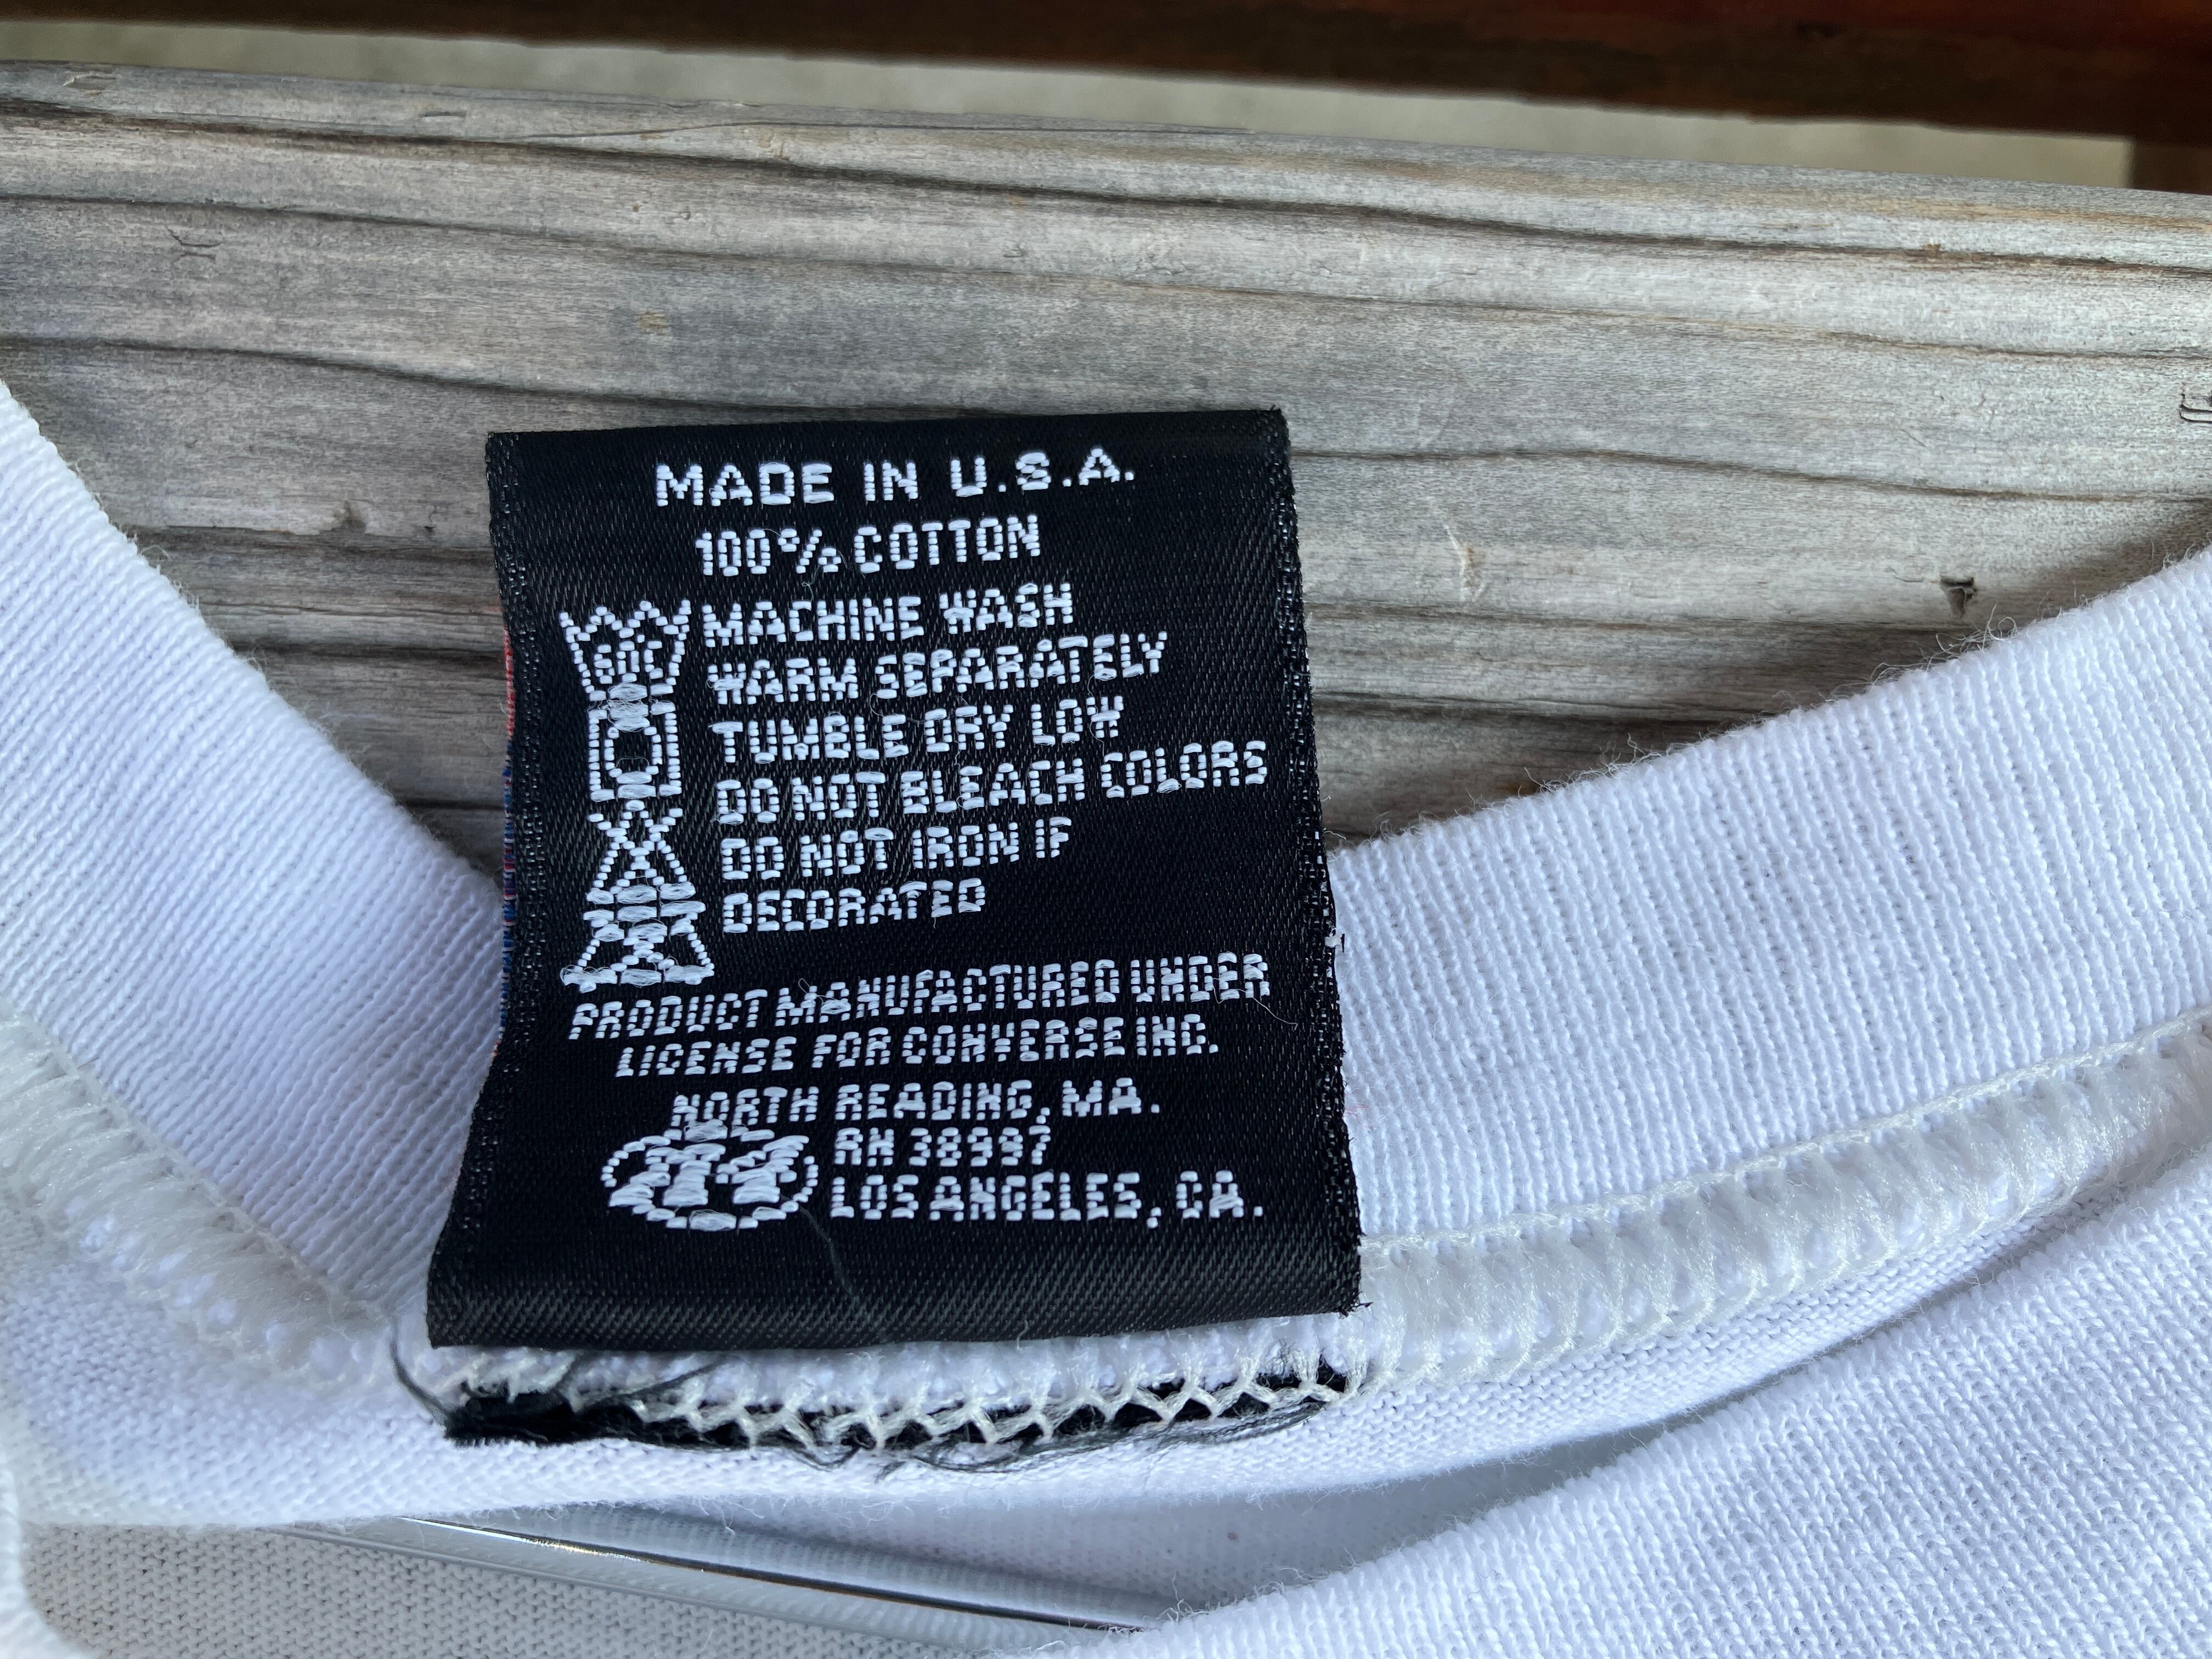 MADE IN U.S.A.
100% COTTON
MACHINE WASH
WARM SEPARATELY
TUMBLE DRY LOW
DO NOT BLEACH COLORS
DO NOT IRON IF
DECORATED
PRODUCT MANUFACTURED UNDER
LICENSE FOR CONVERSE INC.
NORTH READING, MA.
RN 38997
LOS ANGELES, CA.